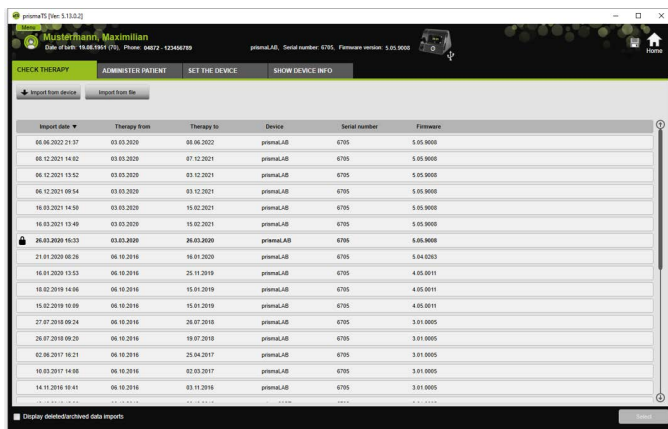 prismaTS [Ver. 5.13.0.2]
Menu
Mustermann, Maximilian
Date of birth: 19.08.1951 (70), Phone: 04872 - 123456789
prismaLAB, Serial number: 6705, Firmware version: 5.05.9008
Home
CHECK THERAPY ADMINISTER PATIENT SET THE DEVICE SHOW DEVICE INFO
Import from device Import from file
Import date ▼ Therapy from Therapy to Device Serial number Firmware
08.06.2022 21:37 03.03.2020 08.06.2022 prismaLAB 6705 5.05.9008
08.12.2021 14:02 03.03.2020 07.12.2021 prismaLAB 6705 5.05.9008
06.12.2021 13:52 03.03.2020 03.12.2021 prismaLAB 6705 5.05.9008
06.12.2021 09:54 03.03.2020 03.12.2021 prismaLAB 6705 5.05.9008
16.03.2021 14:50 03.03.2020 15.02.2021 prismaLAB 6705 5.05.9008
16.03.2021 13:49 03.03.2020 15.02.2021 prismaLAB 6705 5.05.9008
26.03.2020 15:33 03.03.2020 26.03.2020 prismaLAB 6705 5.05.9008
21.01.2020 08:26 06.10.2016 16.01.2020 prismaLAB 6705 5.04.0263
16.01.2020 13:53 06.10.2016 25.11.2019 prismaLAB 6705 4.05.0011
18.02.2019 14:06 06.10.2016 15.01.2019 prismaLAB 6705 4.05.0011
15.02.2019 10:09 06.10.2016 15.01.2019 prismaLAB 6705 4.05.0011
27.07.2018 09:24 06.10.2016 26.07.2018 prismaLAB 6705 3.01.0005
26.07.2018 09:20 06.10.2016 19.07.2018 prismaLAB 6705 3.01.0005
02.06.2017 16:21 06.10.2016 25.04.2017 prismaLAB 6705 3.01.0005
10.03.2017 14:08 06.10.2016 02.03.2017 prismaLAB 6705 3.01.0005
14.11.2016 10:41 06.10.2016 03.11.2016 prismaLAB 6705 3.01.0005
Display deleted/archived data imports
Select